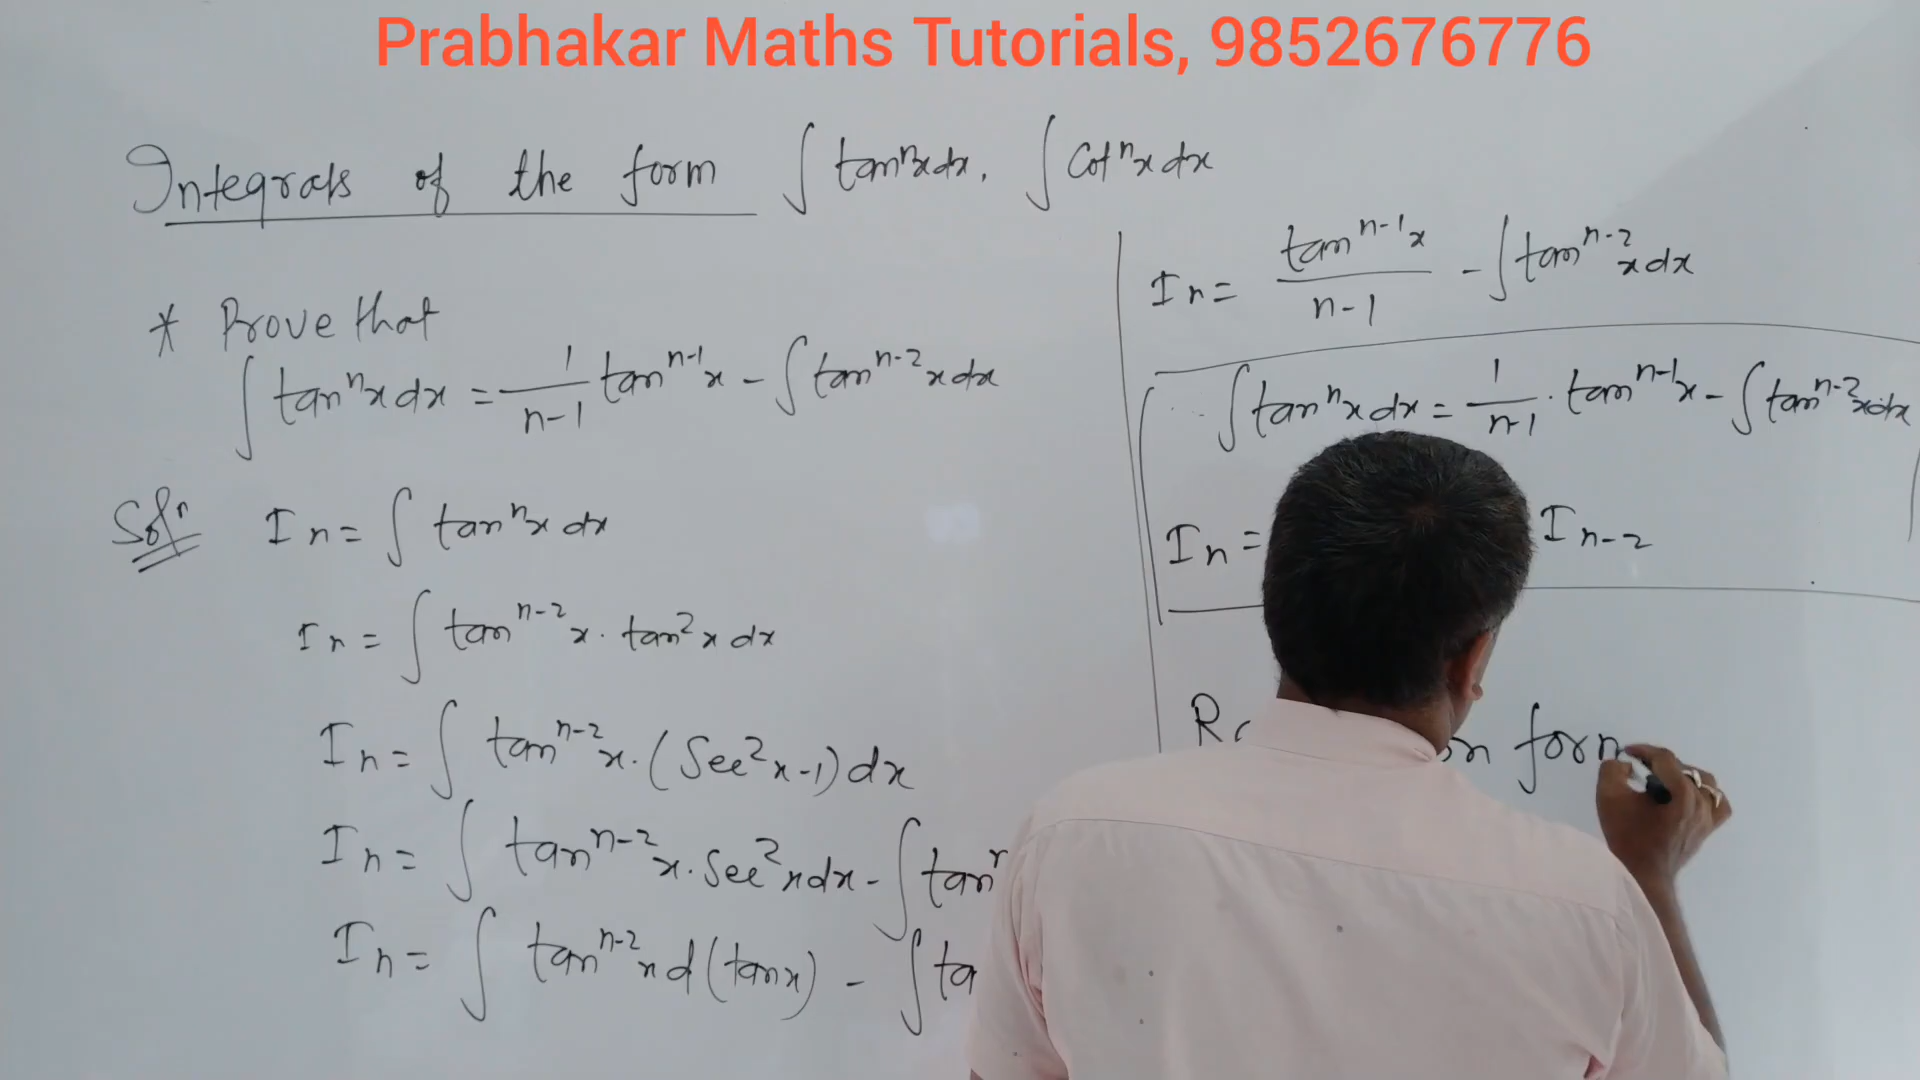 Prabhakar Maths Tutorials, 9852676776
Integrals of the form ∫ tanⁿx dx, ∫ Cotⁿx dx
* Prove that
∫ tanⁿx dx = 1/(n-1) tanⁿ⁻¹x - ∫ tanⁿ⁻²x dx
Solⁿ In = ∫ tanⁿx dx
In = ∫ tanⁿ⁻²x · tan²x dx
In = ∫ tanⁿ⁻²x · (Sec²x-1) dx
In = ∫ tanⁿ⁻²x · Sec²x dx - ∫ tanⁿ
In = ∫ tanⁿ⁻²x d(tanx) - ∫ ta
In = tanⁿ⁻¹x/(n-1) - ∫ tanⁿ⁻²x dx
∫ tanⁿx dx = 1/(n-1) · tanⁿ⁻¹x - ∫ tanⁿ⁻²x dx
In = In-2
form